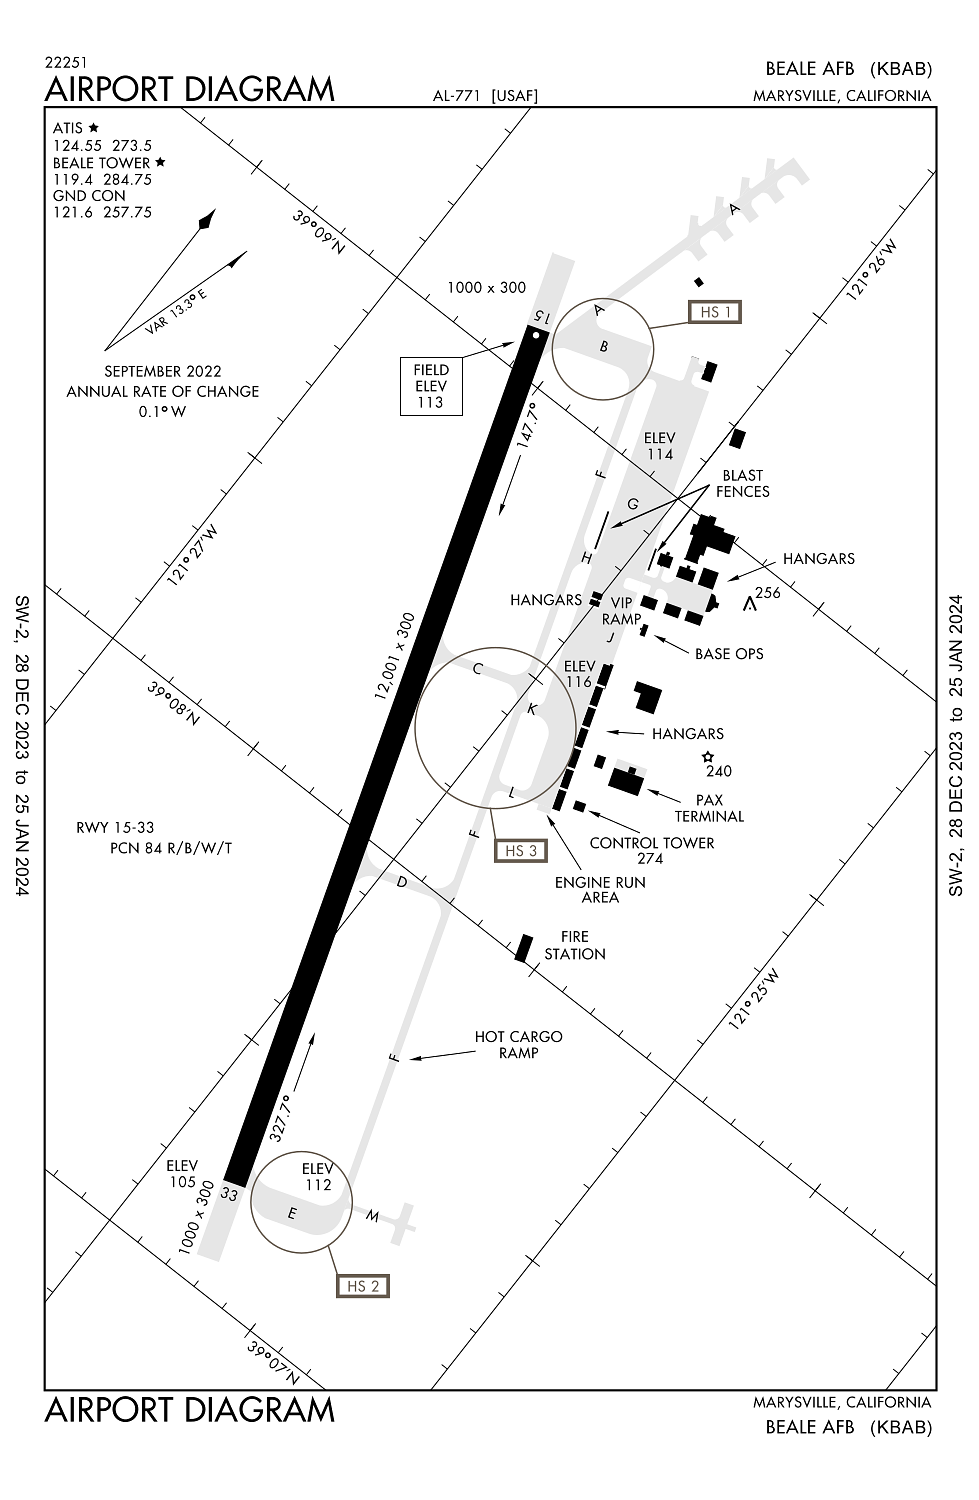 22251
AIRPORT DIAGRAM
AL-771 [USAF]
BEALE AFB (KBAB)
MARYSVILLE, CALIFORNIA
ATIS ★
124.55 273.5
BEALE TOWER ★
119.4 284.75
GND CON
121.6 257.75
VAR 13.3° E
SEPTEMBER 2022
ANNUAL RATE OF CHANGE
0.1° W
39°09'N
121°26'W
A
1000 x 300
HS 1
A
15
B
FIELD
ELEV
113
147.7°
ELEV
114
F
G
BLAST
FENCES
121°27'W
H
HANGARS
256
HANGARS
VIP
RAMP
J
BASE OPS
12,001 x 300
C
ELEV
116
K
39°08'N
HANGARS
240
L
PAX
TERMINAL
RWY 15-33
PCN 84 R/B/W/T
F
HS 3
CONTROL TOWER
274
D
ENGINE RUN
AREA
FIRE
STATION
121°25'W
HOT CARGO
RAMP
F
327.7°
ELEV
105
ELEV
112
33
1000 x 300
E
M
HS 2
39°07'N
SW-2, 28 DEC 2023 to 25 JAN 2024
SW-2, 28 DEC 2023 to 25 JAN 2024
AIRPORT DIAGRAM
MARYSVILLE, CALIFORNIA
BEALE AFB (KBAB)